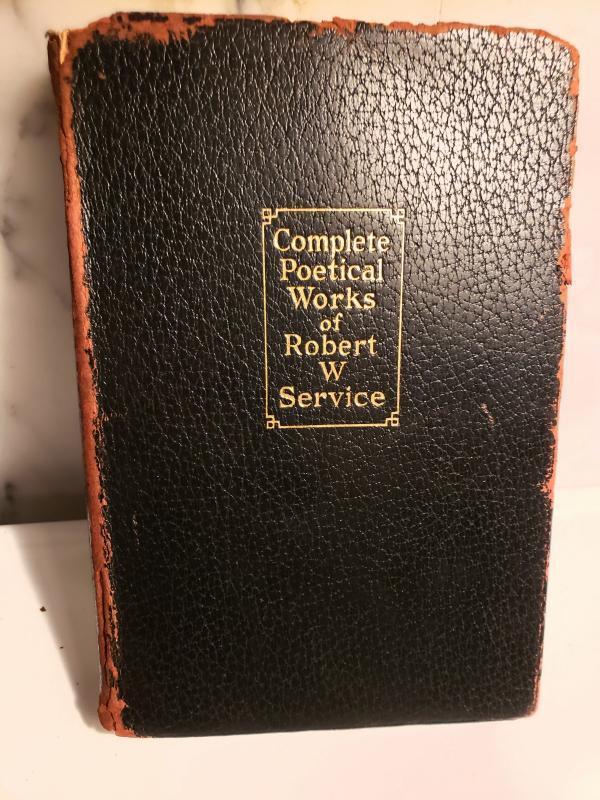 Complete
Poetical
Works
of
Robert
W
Service